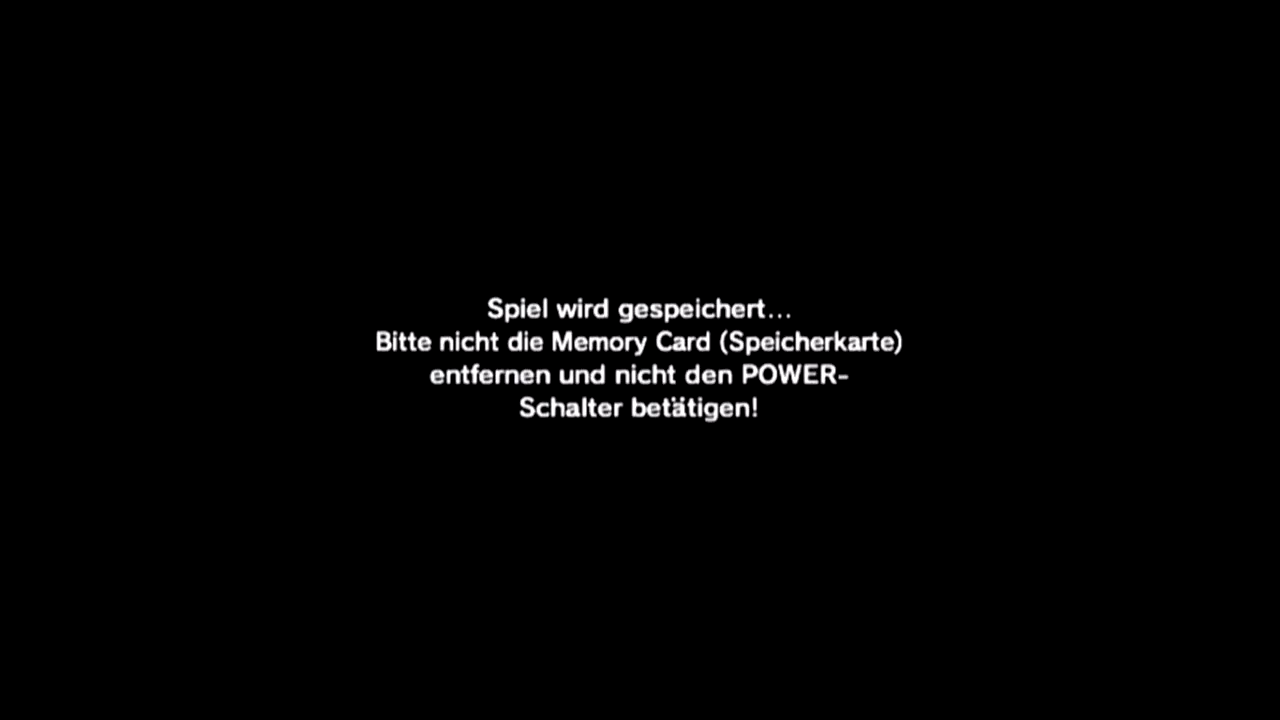 Spiel wird gespeichert...
Bitte nicht die Memory Card (Speicherkarte)
entfernen und nicht den POWER-
Schalter betätigen!